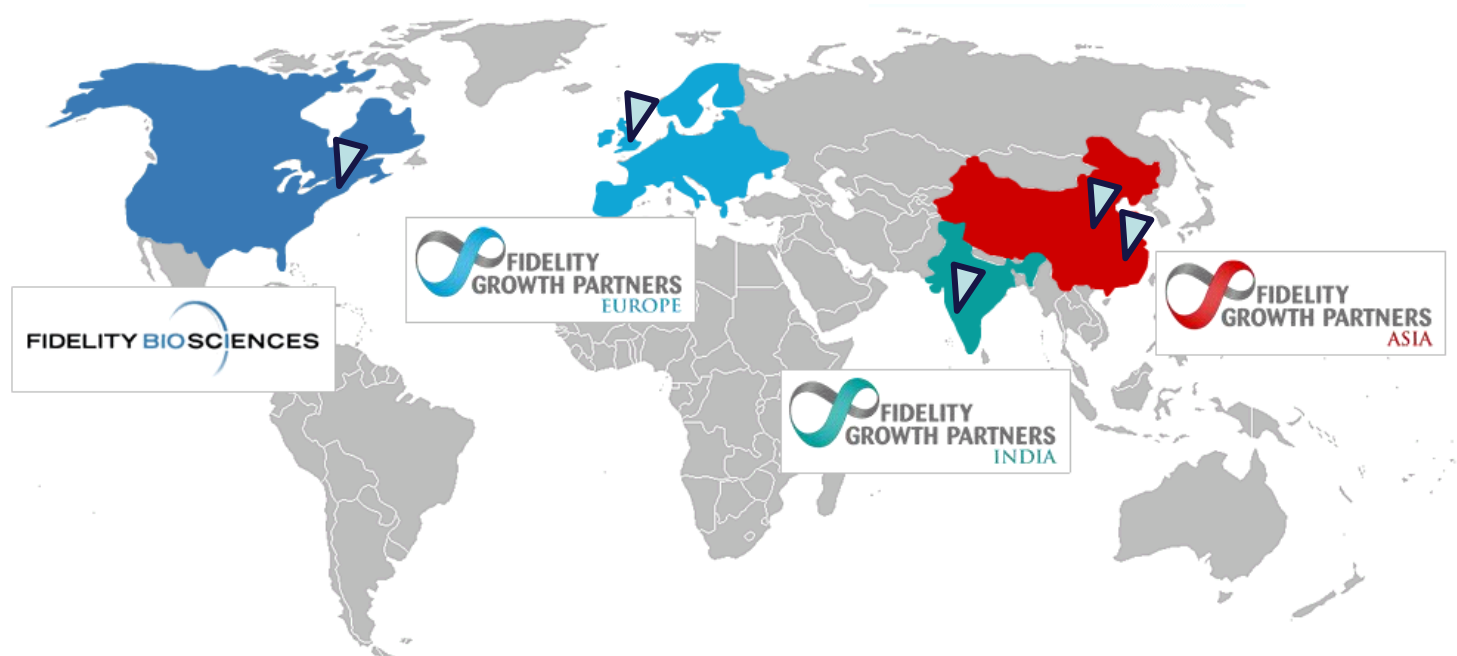 FIDELITY
GROWTH PARTNERS
EUROPE
FIDELITY
GROWTH PARTNERS
ASIA
FIDELITY BIOSCIENCES
FIDELITY
GROWTH PARTNERS
INDIA